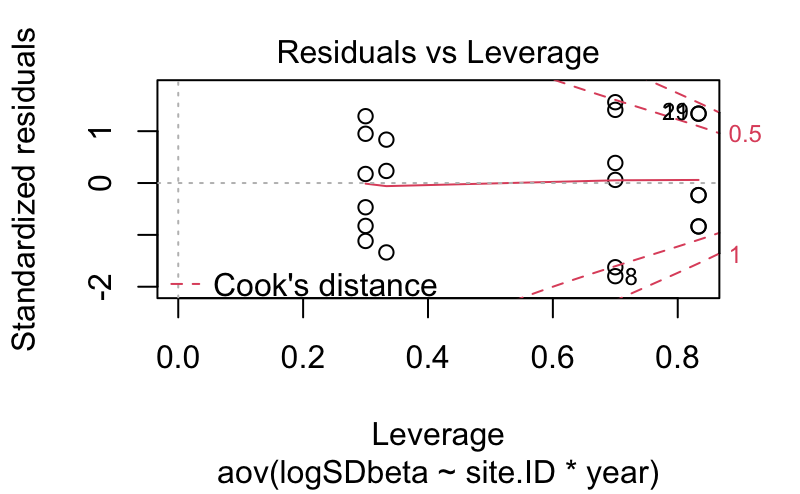 Residuals vs Leverage
Standardized residuals
1
0
-2
0.5
1
8
Cook's distance
0.0 0.2 0.4 0.6 0.8
Leverage
aov(logSDbeta ~ site.ID * year)